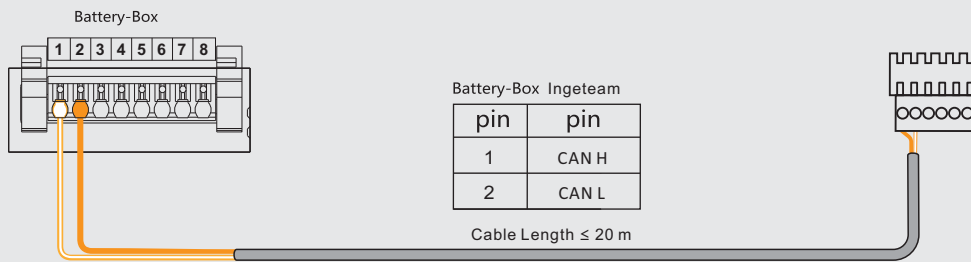 Battery-Box
1 2 3 4 5 6 7 8
Battery-Box Ingeteam
pin pin
1 CAN H
2 CAN L
Cable Length ≤ 20 m